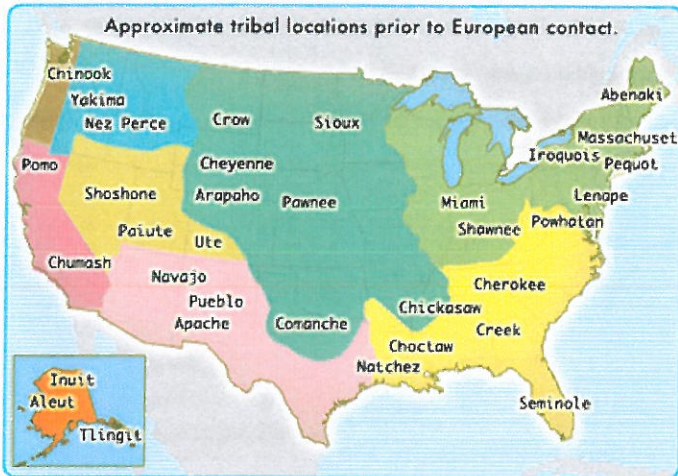 Approximate tribal locations prior to European contact.
Chinook
Yakima
Nez Perce
Crow
Sioux
Abenaki
Massachuset
Iroquois
Pequot
Pomo
Cheyenne
Shoshone
Arapaho
Pawnee
Miami
Lenape
Paiute
Ute
Shawnee
Powhatan
Chumash
Navajo
Pueblo
Apache
Comanche
Chickasaw
Cherokee
Creek
Choctaw
Natchez
Seminole
Inuit
Aleut
Tlingit